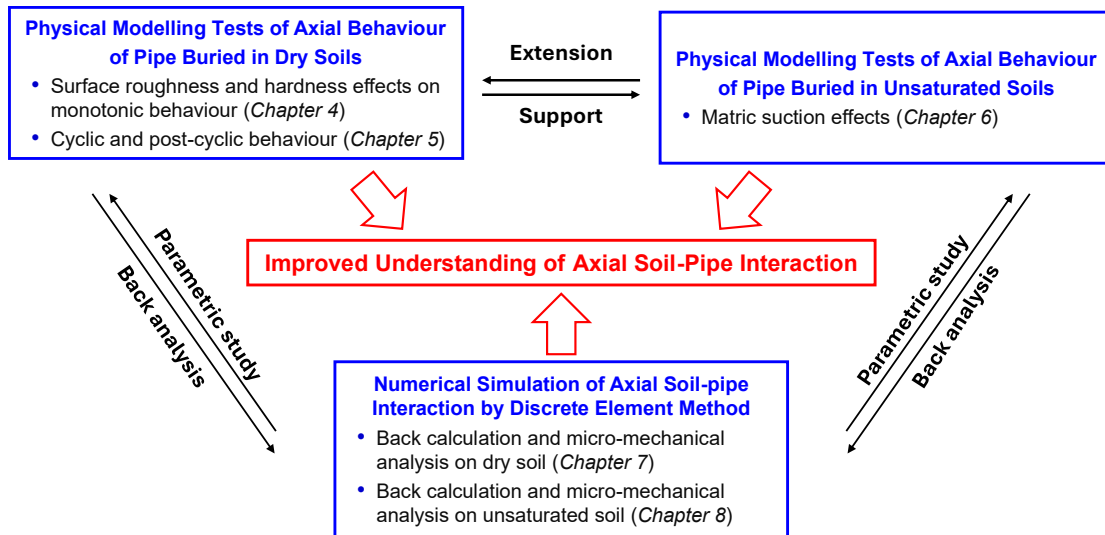 Physical Modelling Tests of Axial Behaviour
of Pipe Buried in Dry Soils
• Surface roughness and hardness effects on
monotonic behaviour (Chapter 4)
• Cyclic and post-cyclic behaviour (Chapter 5)
Extension
Support
Physical Modelling Tests of Axial Behaviour
of Pipe Buried in Unsaturated Soils
• Matric suction effects (Chapter 6)
Parametric study
Back analysis
Improved Understanding of Axial Soil-Pipe Interaction
Parametric study
Back analysis
Numerical Simulation of Axial Soil-pipe
Interaction by Discrete Element Method
• Back calculation and micro-mechanical
analysis on dry soil (Chapter 7)
• Back calculation and micro-mechanical
analysis on unsaturated soil (Chapter 8)